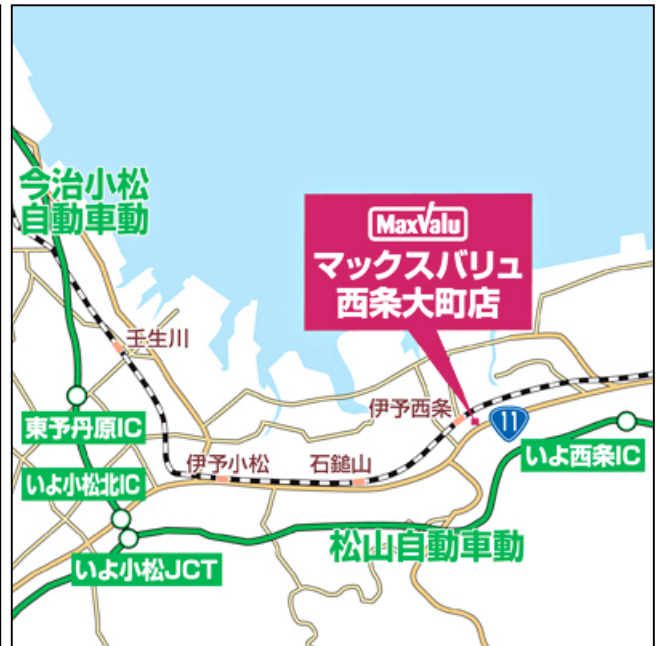 今治小松
自動車動
MaxValu
マックスバリュ
西条大町店
壬生川
東予丹原IC
伊予西条
11
いよ西条IC
いよ小松北IC
伊予小松
石鎚山
松山自動車動
いよ小松JCT